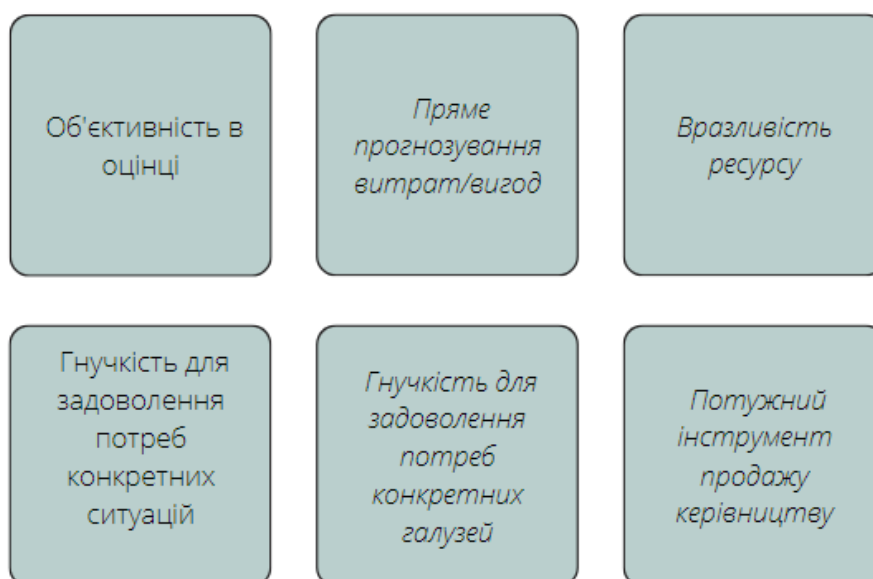 Об'єктивність в
оцінці
Пряме
прогнозування
витрат/вигод
Вразливість
ресурсу
Гнучкість для
задоволення
потреб
конкретних
ситуацій
Гнучкість для
задоволення
потреб
конкретних
галузей
Потужний
інструмент
продажу
керівництву